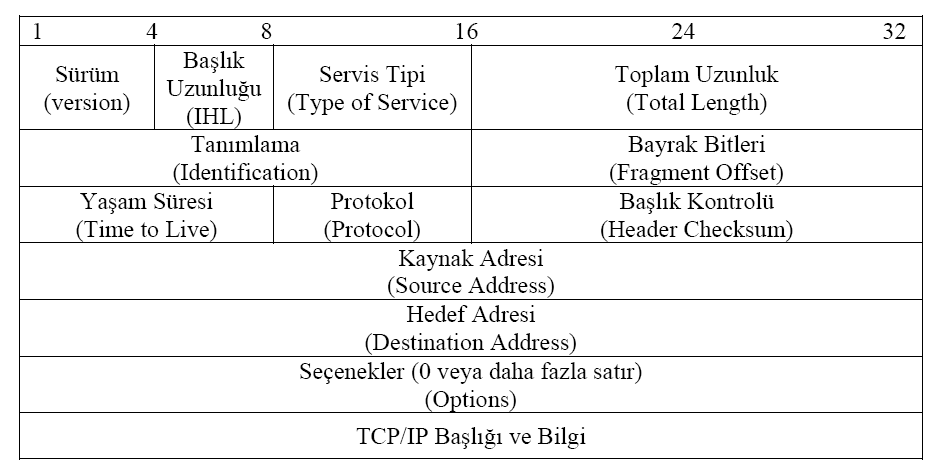 1 4 8 16 24 32
Sürüm
(version)
Başlık
Uzunluğu
(IHL)
Servis Tipi
(Type of Service)
Toplam Uzunluk
(Total Length)
Tanımlama
(Identification)
Bayrak Bitleri
(Fragment Offset)
Yaşam Süresi
(Time to Live)
Protokol
(Protocol)
Başlık Kontrolü
(Header Checksum)
Kaynak Adresi
(Source Address)
Hedef Adresi
(Destination Address)
Seçenekler (0 veya daha fazla satır)
(Options)
TCP/IP Başlığı ve Bilgi